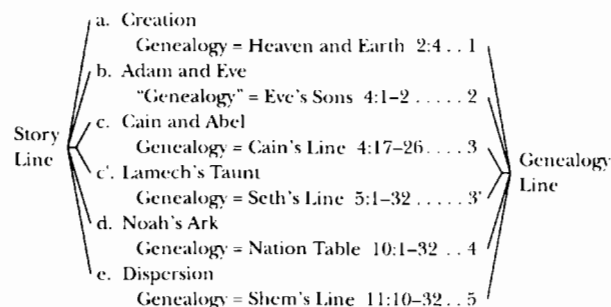 a. Creation
Genealogy = Heaven and Earth 2:4 . . 1
b. Adam and Eve
"Genealogy" = Eve's Sons 4:1–2 . . . . . 2
c. Cain and Abel
Genealogy = Cain's Line 4:17–26 . . . . 3
Story
Line
Genealogy
Line
c'. Lamech's Taunt
Genealogy = Seth's Line 5:1–32 . . . . . 3'
d. Noah's Ark
Genealogy = Nation Table 10:1–32 . . 4
e. Dispersion
Genealogy = Shem's Line 11:10–32 . . 5